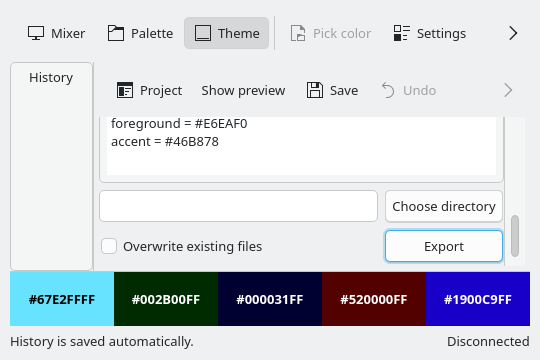 Mixer Palette Theme Pick color Settings
History
Project Show preview Save Undo
foreground = #E6EAF0
accent = #46B878
Choose directory
Overwrite existing files Export
#67E2FFFF #002B00FF #000031FF #520000FF #1900C9FF
History is saved automatically. Disconnected